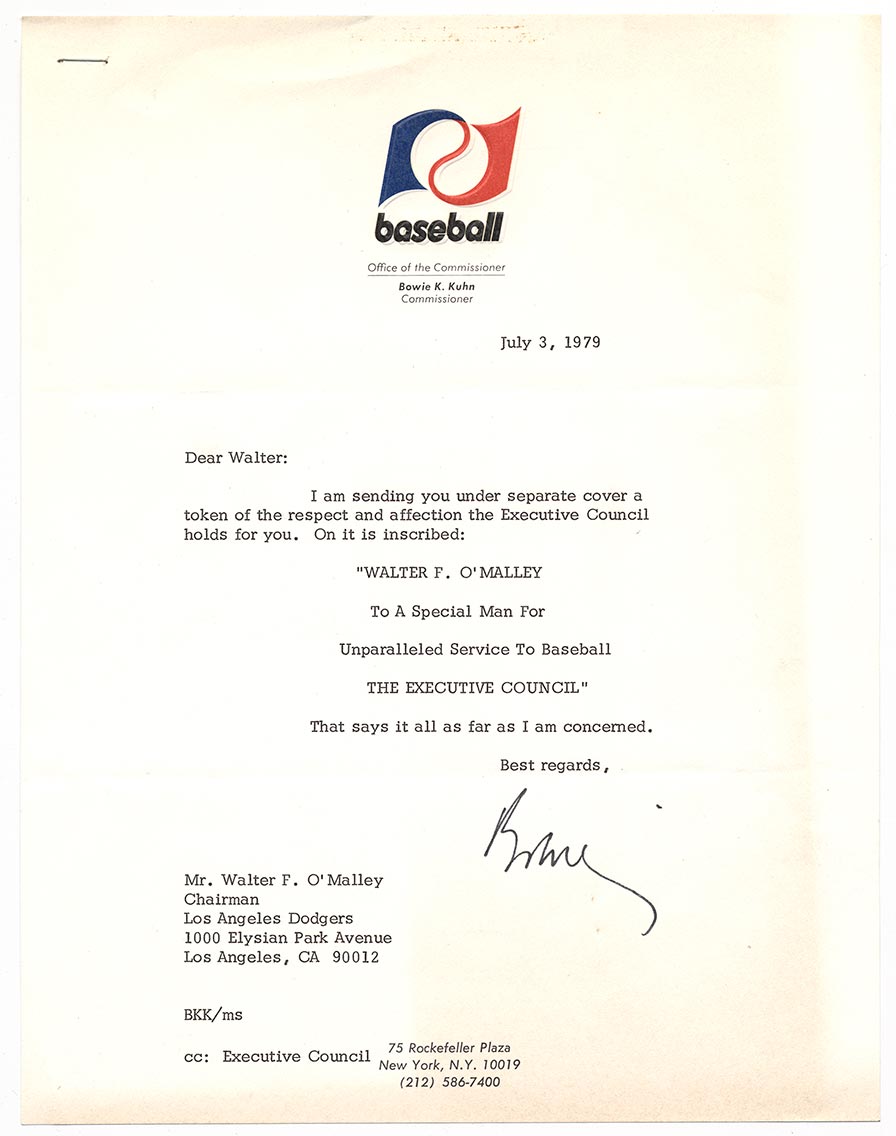 baseball
Office of the Commissioner
Bowie K. Kuhn
Commissioner
July 3, 1979
Dear Walter:
I am sending you under separate cover a
token of the respect and affection the Executive Council
holds for you. On it is inscribed:
"WALTER F. O'MALLEY
To A Special Man For
Unparalleled Service To Baseball
THE EXECUTIVE COUNCIL"
That says it all as far as I am concerned.
Best regards,
Bowie
Mr. Walter F. O'Malley
Chairman
Los Angeles Dodgers
1000 Elysian Park Avenue
Los Angeles, CA 90012
BKK/ms
cc: Executive Council
75 Rockefeller Plaza
New York, N.Y. 10019
(212) 586-7400